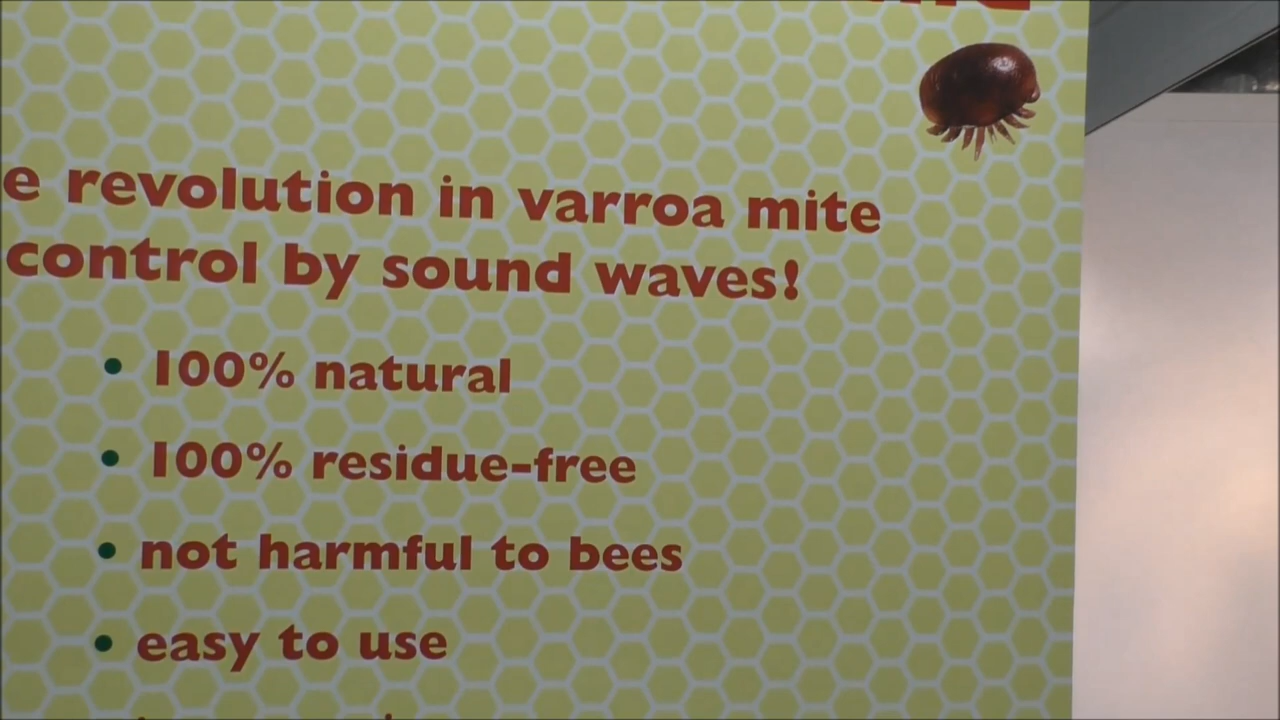 e revolution in varroa mite
control by sound waves!
• 100% natural
• 100% residue-free
• not harmful to bees
• easy to use